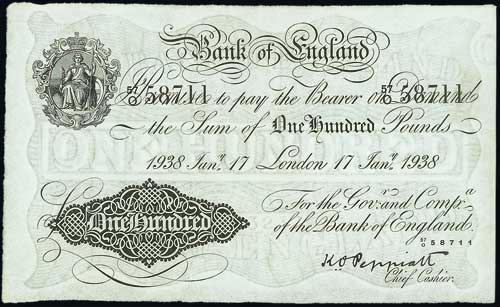 Bank of England
57/O 58711 57/O 58711
to pay the Bearer on Demand
the Sum of One Hundred Pounds
1938 Jan.y 17 London 17 Jan.y 1938
For the Gov.r and Comp.a
of the Bank of England.
One Hundred
57/O 58711
K O Peppiatt
Chief Cashier.